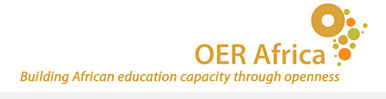 OER Africa
Building African education capacity through openness